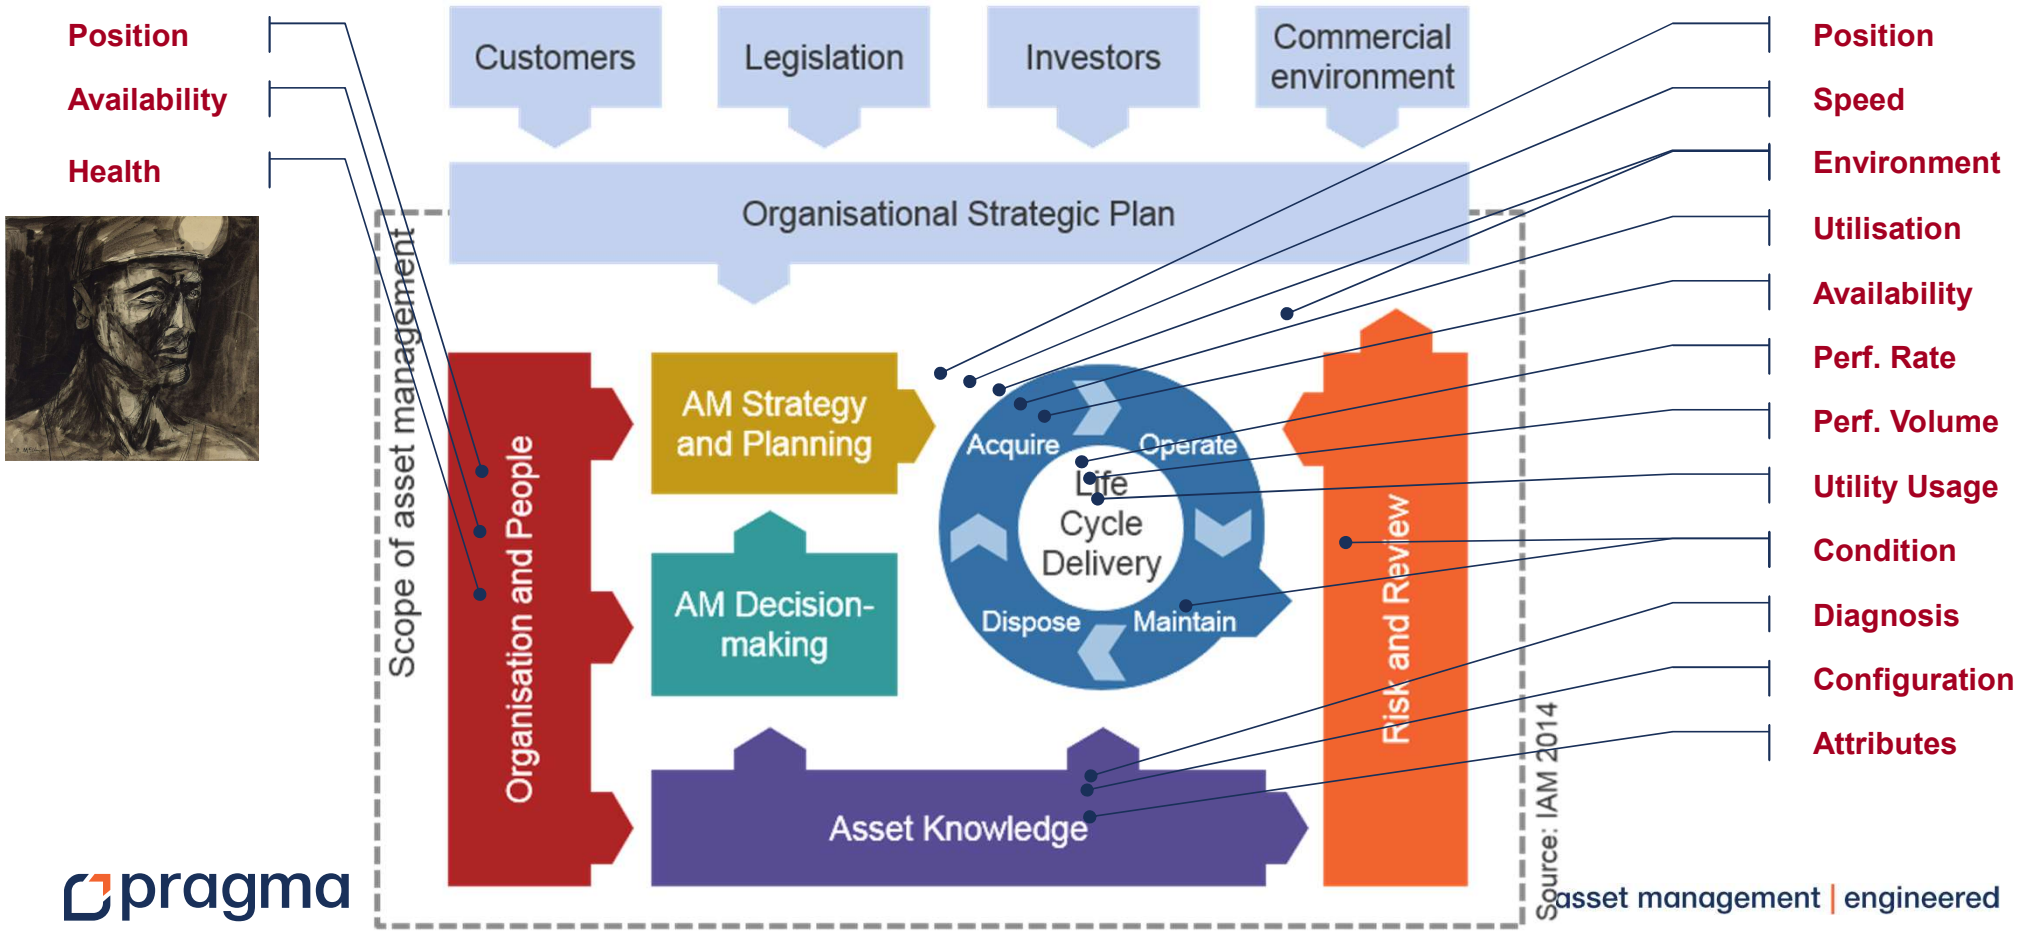 Position
Availability
Health
Customers
Legislation
Investors
Commercial
environment
Organisational Strategic Plan
Scope of asset management
Organisation and People
AM Strategy
and Planning
AM Decision-
making
Acquire
Operate
Life
Cycle
Delivery
Dispose
Maintain
Asset Knowledge
Risk and Review
Source: IAM 2014
Position
Speed
Environment
Utilisation
Availability
Perf. Rate
Perf. Volume
Utility Usage
Condition
Diagnosis
Configuration
Attributes
pragma
asset management | engineered